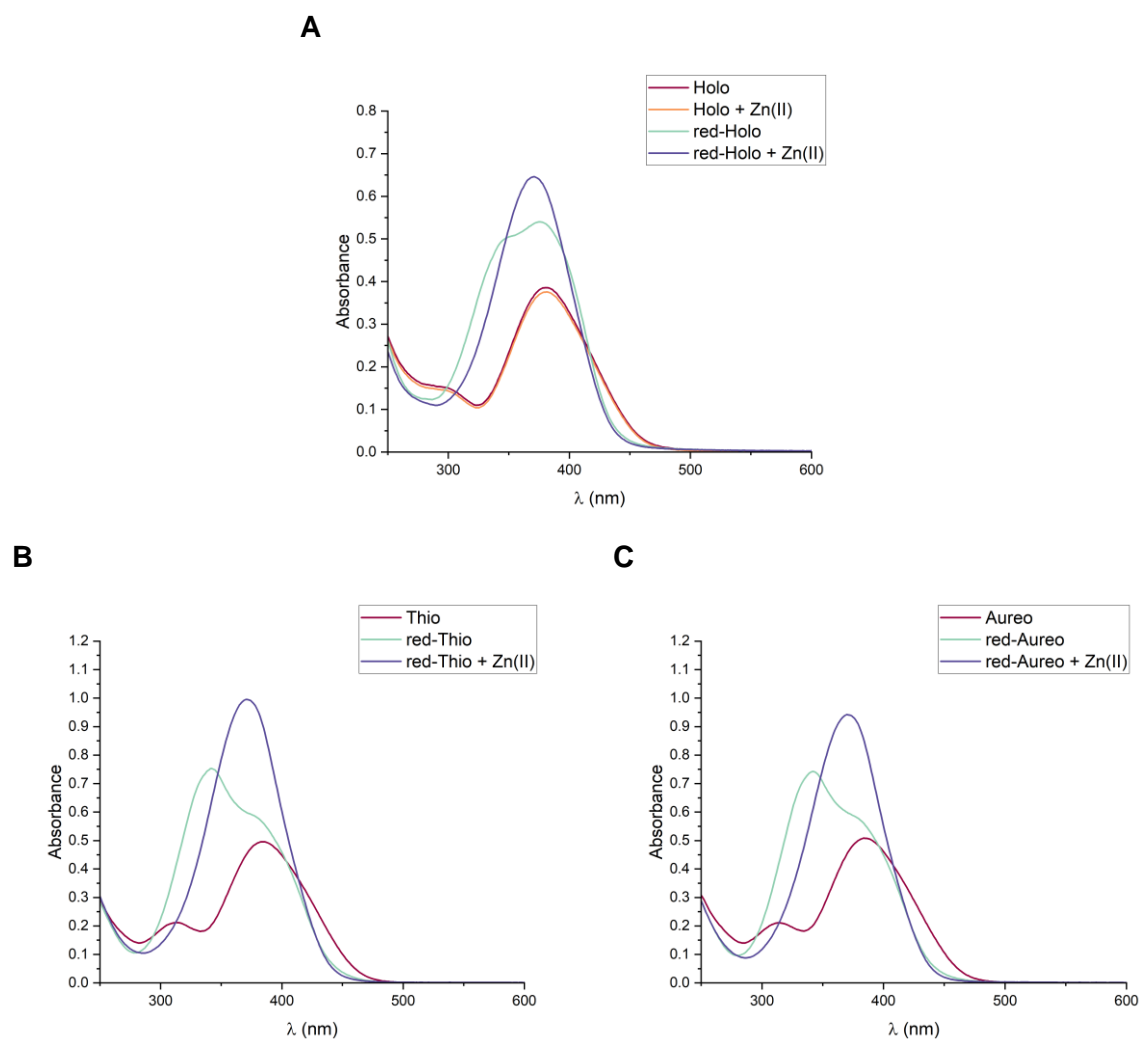 A
Holo
Holo + Zn(II)
red-Holo
red-Holo + Zn(II)
0.8
0.7
0.6
0.5
0.4
0.3
0.2
0.1
0.0
Absorbance
300 400 500 600
λ (nm)
B
Thio
red-Thio
red-Thio + Zn(II)
1.2
1.1
1.0
0.9
0.8
0.7
0.6
0.5
0.4
0.3
0.2
0.1
0.0
Absorbance
300 400 500 600
λ (nm)
C
Aureo
red-Aureo
red-Aureo + Zn(II)
1.2
1.1
1.0
0.9
0.8
0.7
0.6
0.5
0.4
0.3
0.2
0.1
0.0
Absorbance
300 400 500 600
λ (nm)